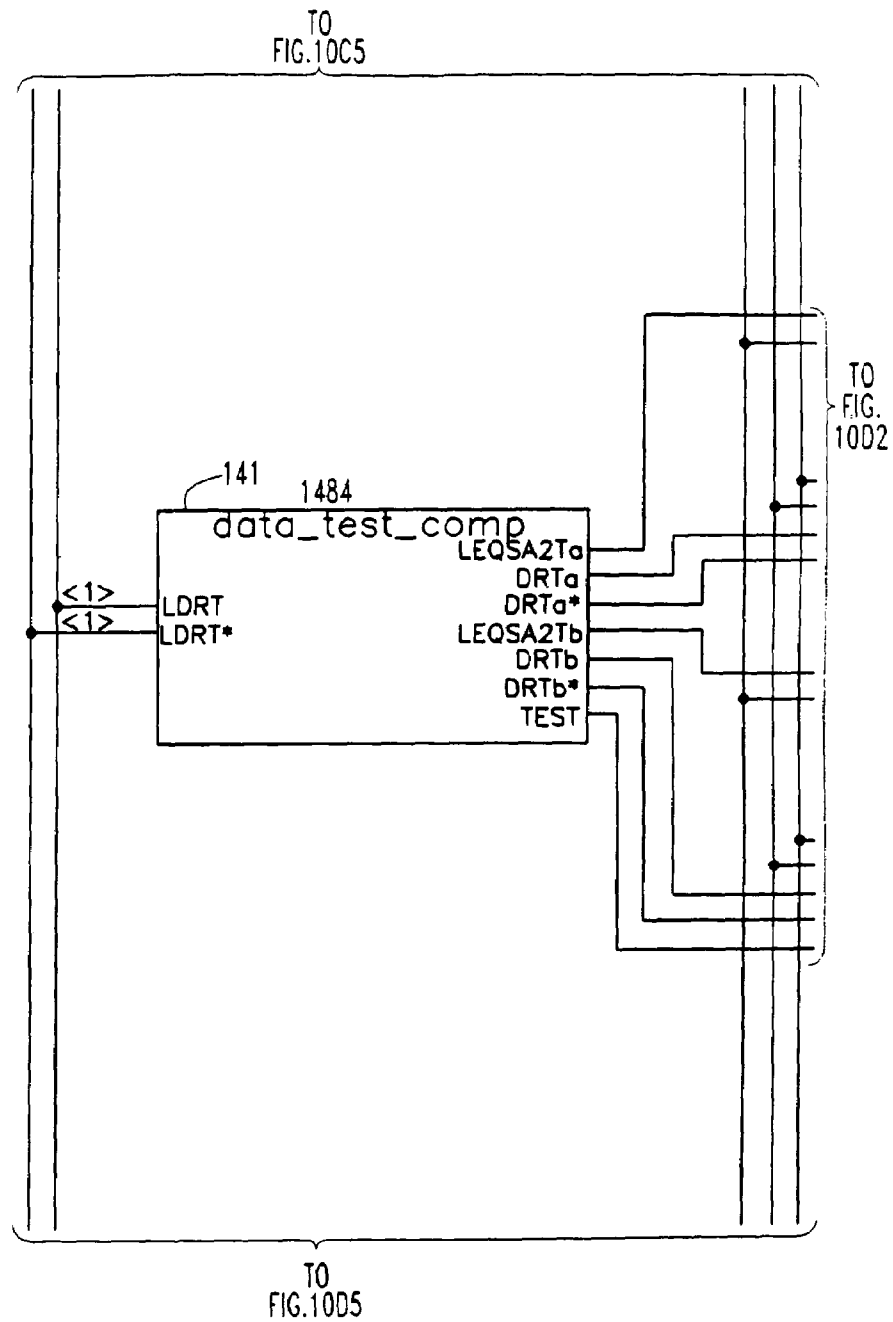 TO
FIG.10C5
TO
FIG.
10D2
141
1484
data_test_comp
LEQSA2Ta
DRTa
DRTa*
LEQSA2Tb
DRTb
DRTb*
TEST
<1>
LDRT
<1>
LDRT*
TO
FIG.10D5